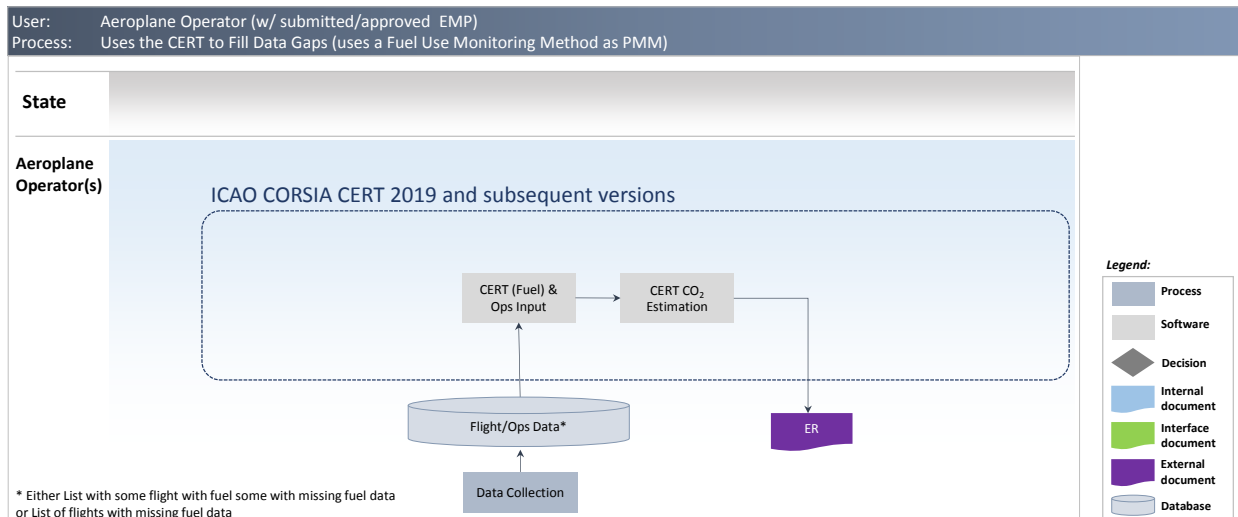 User: Aeroplane Operator (w/ submitted/approved EMP)
Process: Uses the CERT to Fill Data Gaps (uses a Fuel Use Monitoring Method as PMM)
State
Aeroplane
Operator(s)
ICAO CORSIA CERT 2019 and subsequent versions
CERT (Fuel) &
Ops Input
CERT CO₂
Estimation
Flight/Ops Data*
ER
Data Collection
* Either List with some flight with fuel some with missing fuel data
or List of flights with missing fuel data
Legend:
Process
Software
Decision
Internal
document
Interface
document
External
document
Database